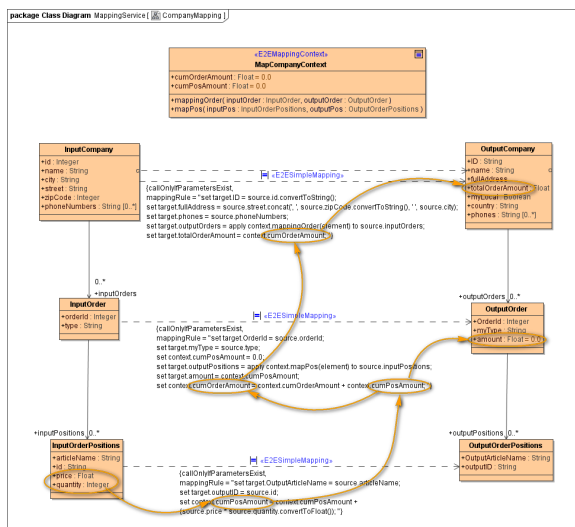 package Class Diagram MappingService [ CompanyMapping ]
«E2EMappingContext»
MapCompanyContext
+cumOrderAmount : Float = 0.0
+cumPosAmount : Float = 0.0
+mappingOrder( inputOrder : InputOrder, outputOrder : OutputOrder )
+mapPos( inputPos : InputOrderPositions, outputPos : OutputOrderPositions )
InputCompany
+id : Integer
+name : String
+city : String
+street : String
+zipCode : Integer
+phoneNumbers : String [0..*]
OutputCompany
+ID : String
+name : String
+fullAddress
+totalOrderAmount : Float
+myLocal : Boolean
+country : String
+phones : String [0..*]
«E2ESimpleMapping»
{callOnlyIfParametersExist,
mappingRule = "set target.ID = source.id.convertToString();
set target.fullAddress = source.street.concat(', ', source.zipCode.convertToString(), ' ', source.city);
set target.phones = source.phoneNumbers;
set target.outputOrders = apply context.mappingOrder(element) to source.inputOrders;
set target.totalOrderAmount = context.cumOrderAmount; "}
0..*
+inputOrders
+outputOrders 0..*
InputOrder
+orderId : Integer
+type : String
OutputOrder
+OrderId : Integer
+myType : String
+amount : Float = 0.0
«E2ESimpleMapping»
{callOnlyIfParametersExist,
mappingRule = "set target.OrderId = source.orderId;
set target.myType = source.type;
set context.cumPosAmount = 0.0;
set target.outputPositions = apply context.mapPos(element) to source.inputPositions;
set target.amount = context.cumPosAmount;
set context.cumOrderAmount = context.cumOrderAmount + context.cumPosAmount; "}
+inputPositions 0..*
+outputPositions 0..*
InputOrderPositions
+articleName : String
+id : String
+price : Float
+quantity : Integer
OutputOrderPositions
+OutputArticleName : String
+outputID : String
«E2ESimpleMapping»
{callOnlyIfParametersExist,
mappingRule = "set target.OutputArticleName = source.articleName;
set target.outputID = source.id;
set context.cumPosAmount = context.cumPosAmount +
(source.price * source.quantity.convertToFloat()); "}